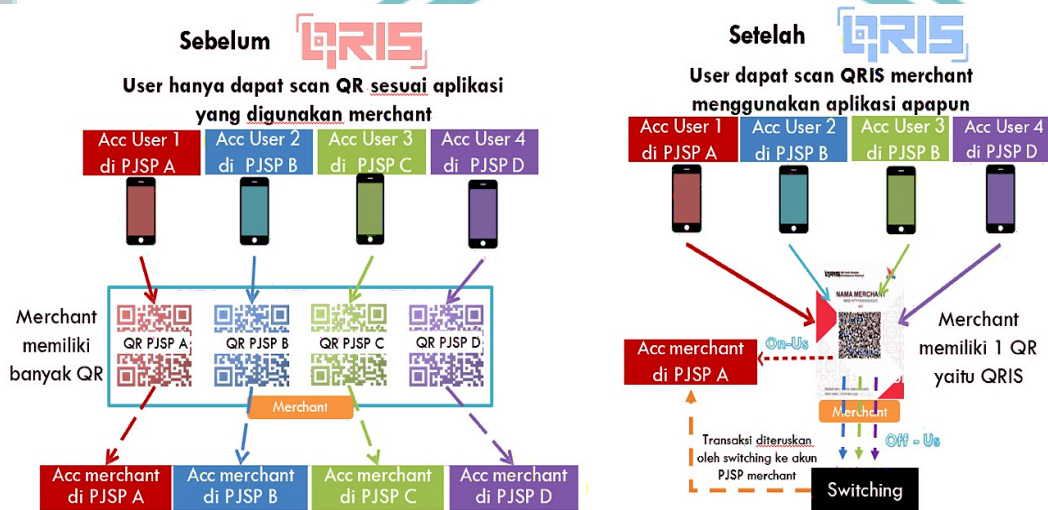 Sebelum QRIS
User hanya dapat scan QR sesuai aplikasi
yang digunakan merchant
Acc User 1
di PJSP A
Acc User 2
di PJSP B
Acc User 3
di PJSP C
Acc User 4
di PJSP D
Merchant
memiliki
banyak QR
QR PJSP A
QR PJSP B
QR PJSP C
QR PJSP D
Merchant
Acc merchant
di PJSP A
Acc merchant
di PJSP B
Acc merchant
di PJSP C
Acc merchant
di PJSP D
Setelah QRIS
User dapat scan QRIS merchant
menggunakan aplikasi apapun
Acc User 1
di PJSP A
Acc User 2
di PJSP B
Acc User 3
di PJSP B
Acc User 4
di PJSP D
QRIS
NAMA MERCHANT
Merchant
memiliki 1 QR
yaitu QRIS
On-Us
Acc merchant
di PJSP A
Merchant
Off - Us
Transaksi diteruskan
oleh switching ke akun
PJSP merchant
Switching